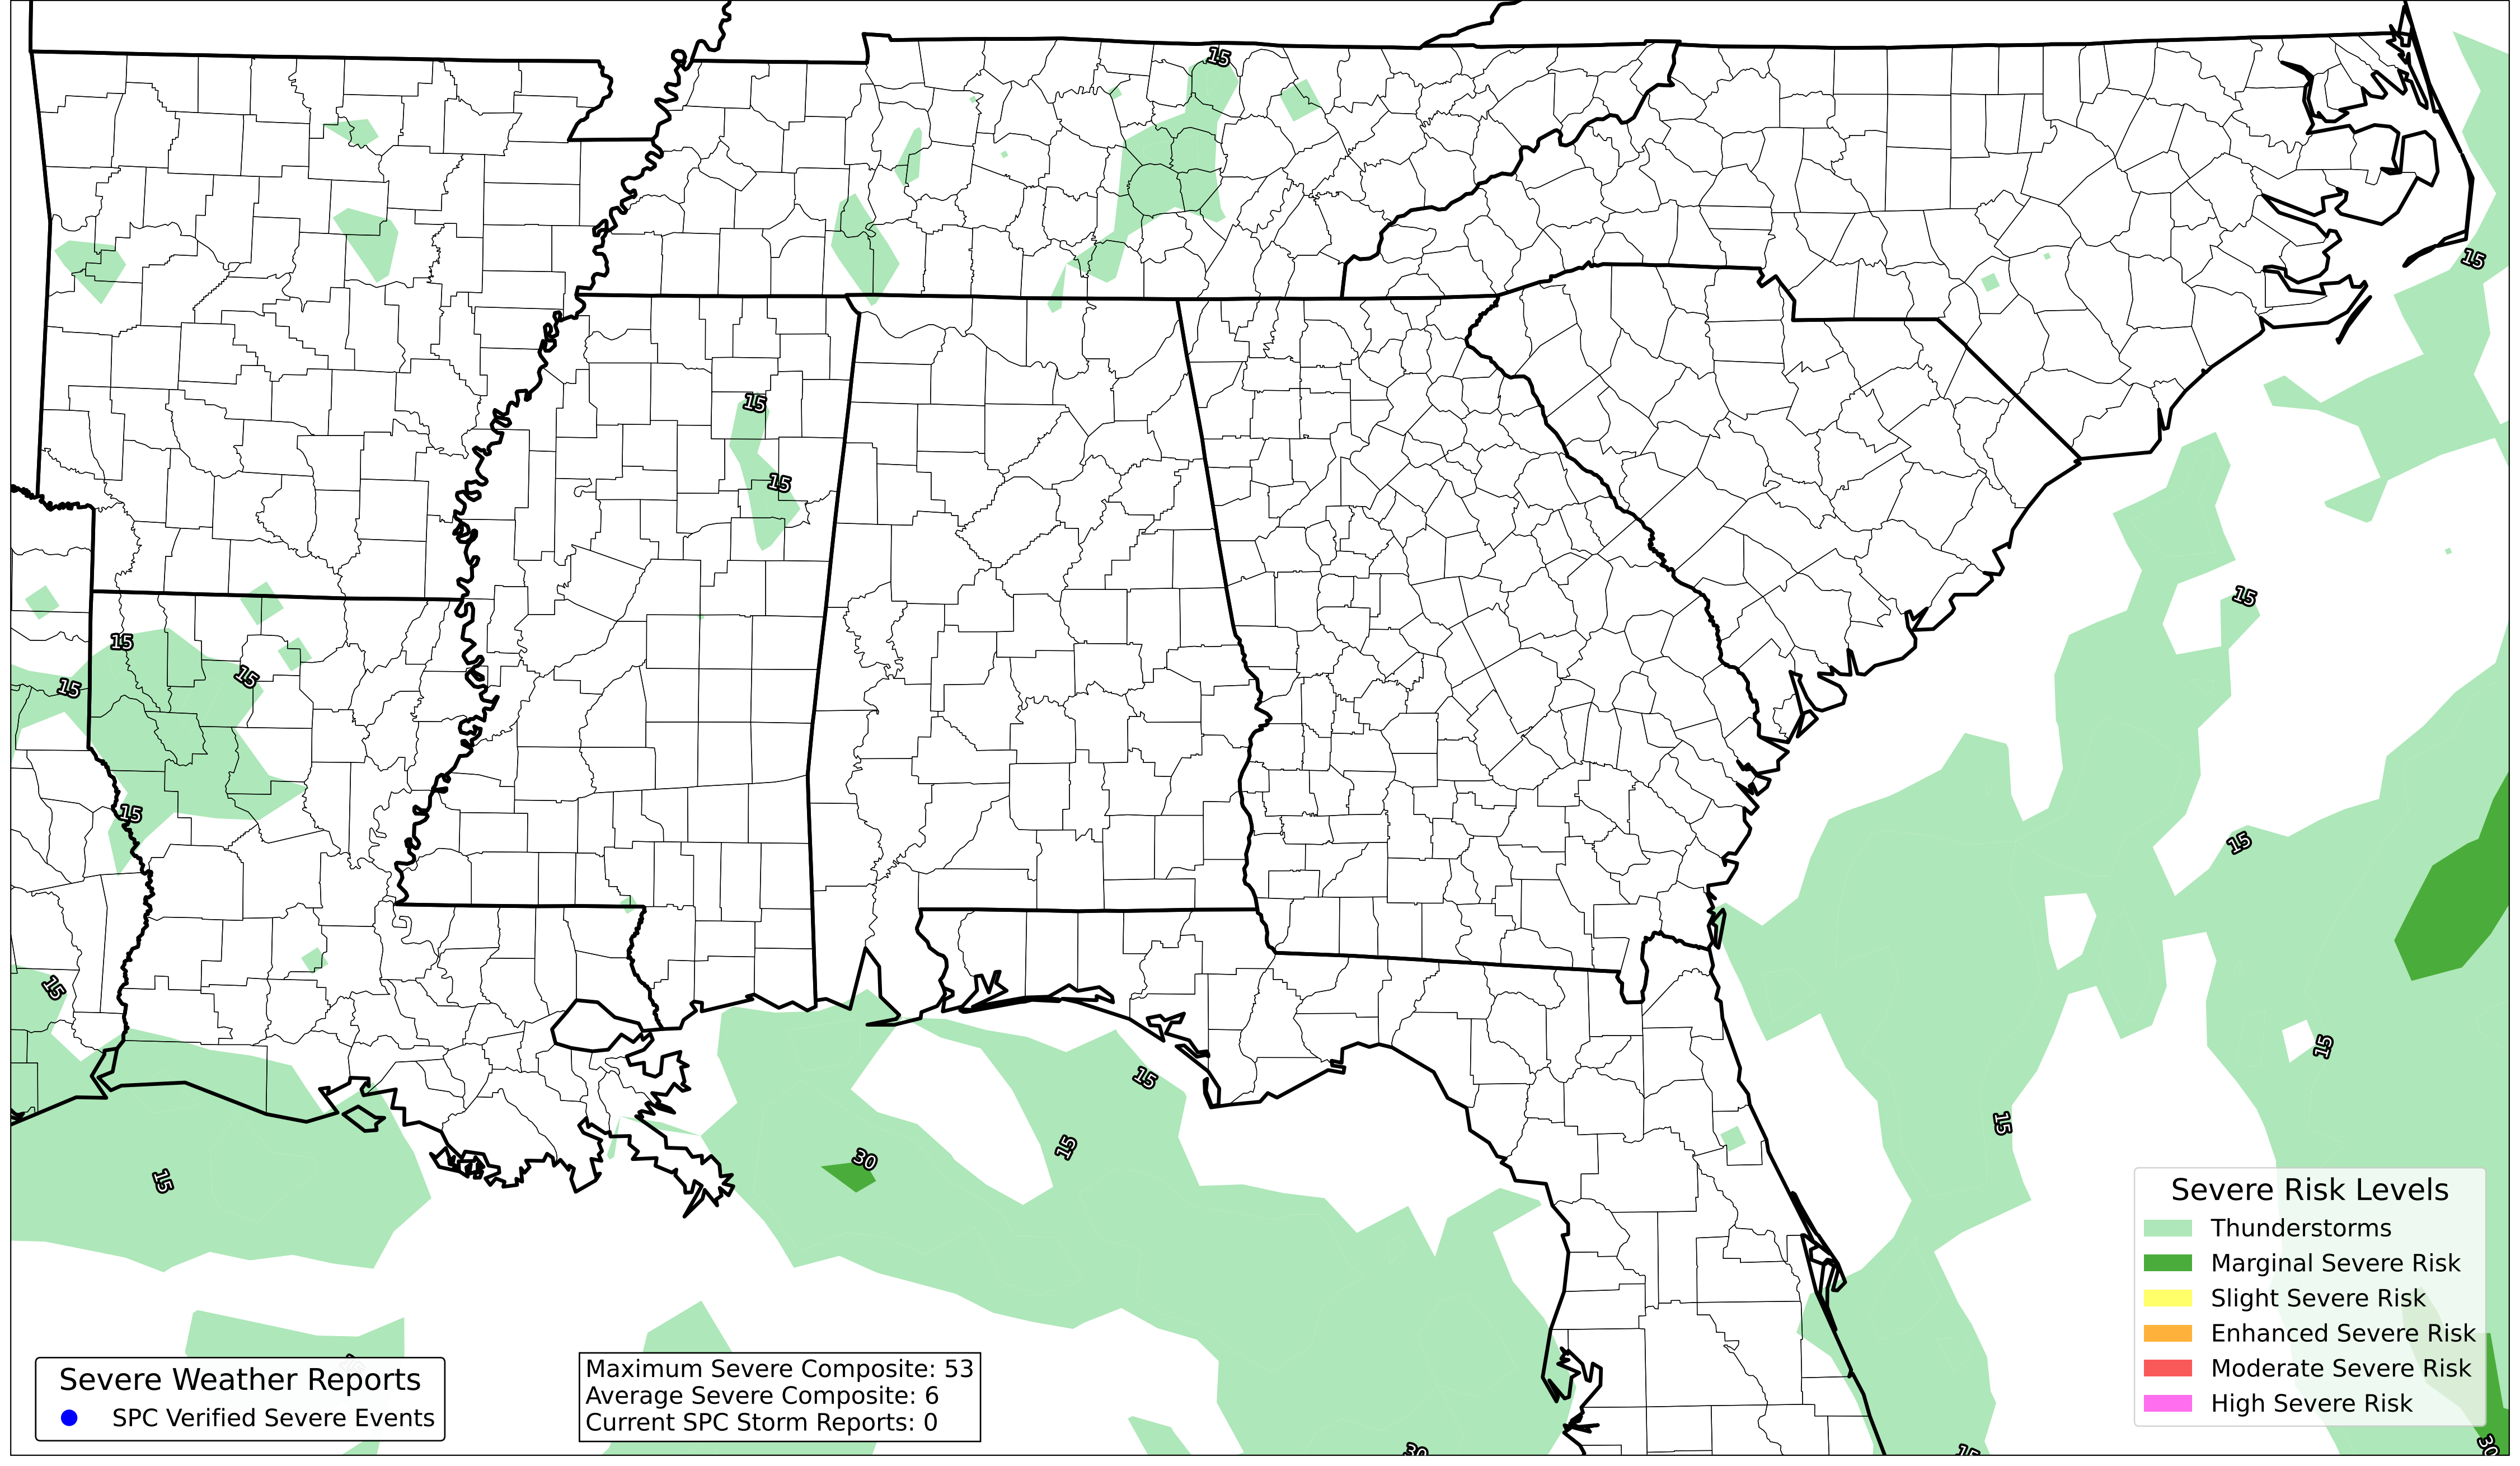 15
15
15
15
15
15
15
15
15
15
15
15
15
15
30
15
15
Severe Risk Levels
Thunderstorms
Marginal Severe Risk
Slight Severe Risk
Enhanced Severe Risk
Moderate Severe Risk
High Severe Risk
Severe Weather Reports
SPC Verified Severe Events
Maximum Severe Composite: 53
Average Severe Composite: 6
Current SPC Storm Reports: 0
30
15
30